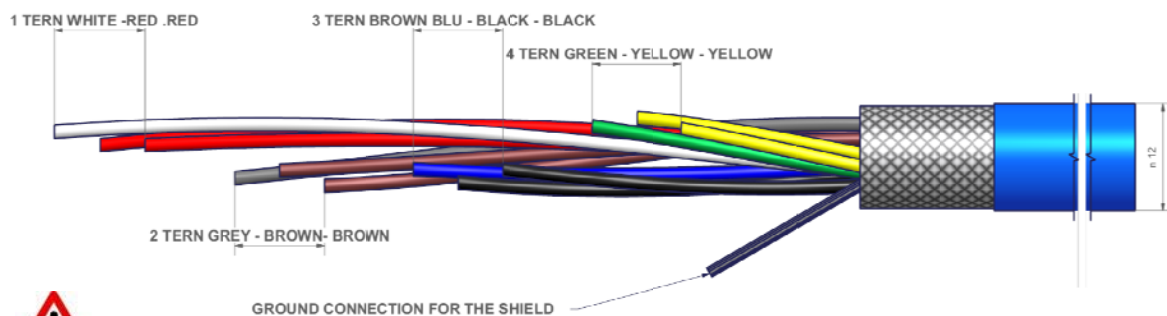 1 TERN WHITE -RED .RED
3 TERN BROWN BLU - BLACK - BLACK
4 TERN GREEN - YELLOW - YELLOW
n 12
2 TERN GREY - BROWN- BROWN
GROUND CONNECTION FOR THE SHIELD